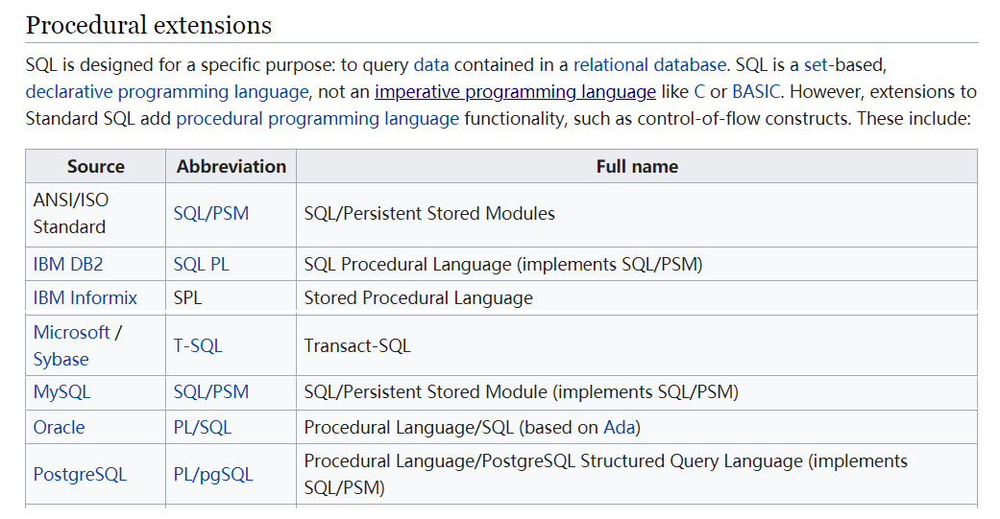 Procedural extensions
SQL is designed for a specific purpose: to query data contained in a relational database. SQL is a set-based,
declarative programming language, not an imperative programming language like C or BASIC. However, extensions to
Standard SQL add procedural programming language functionality, such as control-of-flow constructs. These include:
Source Abbreviation Full name
ANSI/ISO
Standard
SQL/PSM
SQL/Persistent Stored Modules
IBM DB2 SQL PL SQL Procedural Language (implements SQL/PSM)
IBM Informix SPL Stored Procedural Language
Microsoft /
Sybase
T-SQL
Transact-SQL
MySQL SQL/PSM SQL/Persistent Stored Module (implements SQL/PSM)
Oracle PL/SQL Procedural Language/SQL (based on Ada)
PostgreSQL
PL/pgSQL
Procedural Language/PostgreSQL Structured Query Language (implements
SQL/PSM)